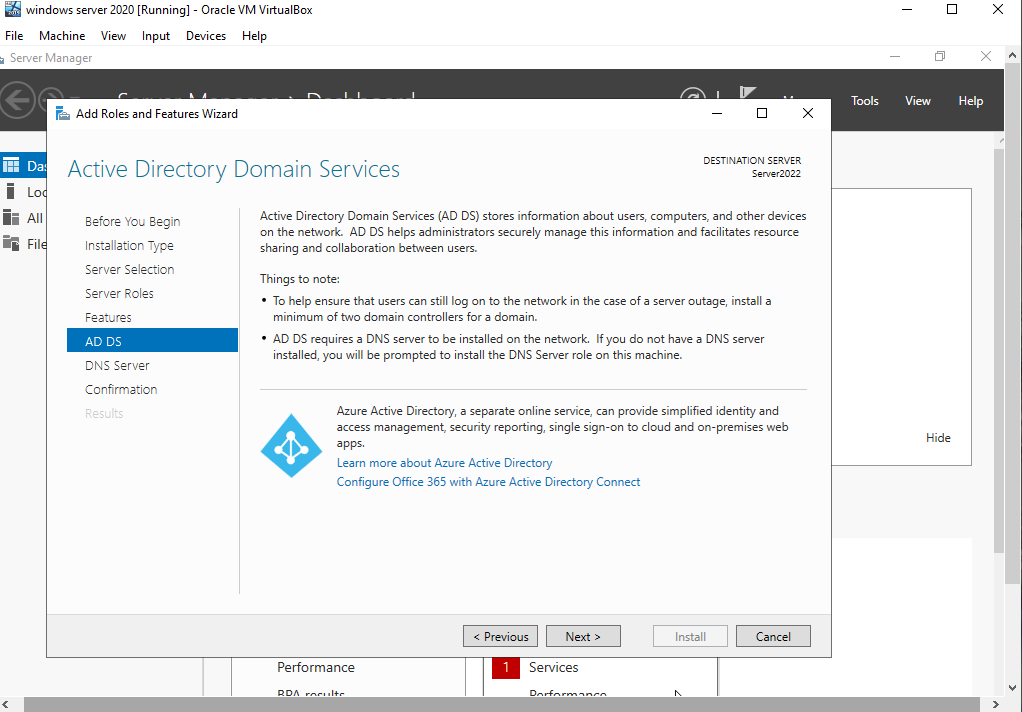 windows server 2020 [Running] - Oracle VM VirtualBox
File Machine View Input Devices Help
Server Manager
Tools View Help
Add Roles and Features Wizard
Active Directory Domain Services
DESTINATION SERVER
Server2022
Before You Begin
Installation Type
Server Selection
Server Roles
Features
AD DS
DNS Server
Confirmation
Results
Active Directory Domain Services (AD DS) stores information about users, computers, and other devices
on the network. AD DS helps administrators securely manage this information and facilitates resource
sharing and collaboration between users.
Things to note:
• To help ensure that users can still log on to the network in the case of a server outage, install a
minimum of two domain controllers for a domain.
• AD DS requires a DNS server to be installed on the network. If you do not have a DNS server
installed, you will be prompted to install the DNS Server role on this machine.
Azure Active Directory, a separate online service, can provide simplified identity and
access management, security reporting, single sign-on to cloud and on-premises web
apps.
Learn more about Azure Active Directory
Configure Office 365 with Azure Active Directory Connect
Hide
< Previous Next > Install Cancel
Performance
1 Services
BPA results
Performance